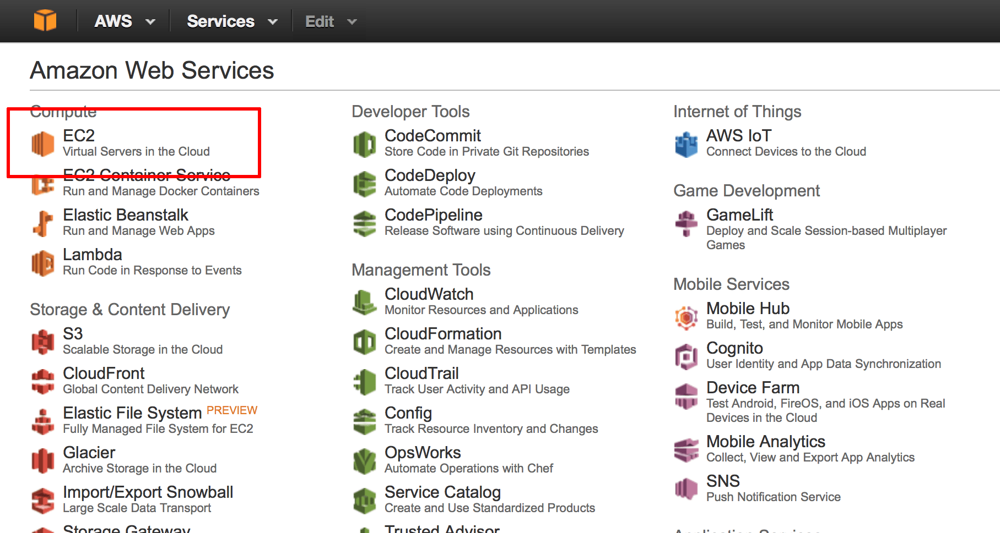 AWS Services Edit
Amazon Web Services
Compute
EC2
Virtual Servers in the Cloud
EC2 Container Service
Run and Manage Docker Containers
Elastic Beanstalk
Run and Manage Web Apps
Lambda
Run Code in Response to Events
Storage & Content Delivery
S3
Scalable Storage in the Cloud
CloudFront
Global Content Delivery Network
Elastic File System PREVIEW
Fully Managed File System for EC2
Glacier
Archive Storage in the Cloud
Import/Export Snowball
Large Scale Data Transport
Storage Gateway
Developer Tools
CodeCommit
Store Code in Private Git Repositories
CodeDeploy
Automate Code Deployments
CodePipeline
Release Software using Continuous Delivery
Management Tools
CloudWatch
Monitor Resources and Applications
CloudFormation
Create and Manage Resources with Templates
CloudTrail
Track User Activity and API Usage
Config
Track Resource Inventory and Changes
OpsWorks
Automate Operations with Chef
Service Catalog
Create and Use Standardized Products
Trusted Advisor
Internet of Things
AWS IoT
Connect Devices to the Cloud
Game Development
GameLift
Deploy and Scale Session-based Multiplayer
Games
Mobile Services
Mobile Hub
Build, Test, and Monitor Mobile Apps
Cognito
User Identity and App Data Synchronization
Device Farm
Test Android, FireOS, and iOS Apps on Real
Devices in the Cloud
Mobile Analytics
Collect, View and Export App Analytics
SNS
Push Notification Service
Application Services